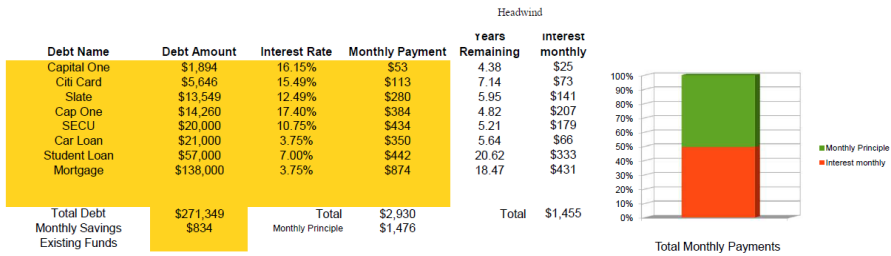 Headwind
Years Interest
Debt Name Debt Amount Interest Rate Monthly Payment Remaining monthly
Capital One $1,894 16.15% $53 4.38 $25
Citi Card $5,646 15.49% $113 7.14 $73
Slate $13,549 12.49% $280 5.95 $141
Cap One $14,260 17.40% $384 4.82 $207
SECU $20,000 10.75% $434 5.21 $179
Car Loan $21,000 3.75% $350 5.64 $66
Student Loan $57,000 7.00% $442 20.62 $333
Mortgage $138,000 3.75% $874 18.47 $431
Total Debt $271,349 Total $2,930 Total $1,455
Monthly Savings $834 Monthly Principle $1,476
Existing Funds
100%
90%
80%
70%
60%
50%
40%
30%
20%
10%
0%
Monthly Principle
Interest monthly
Total Monthly Payments